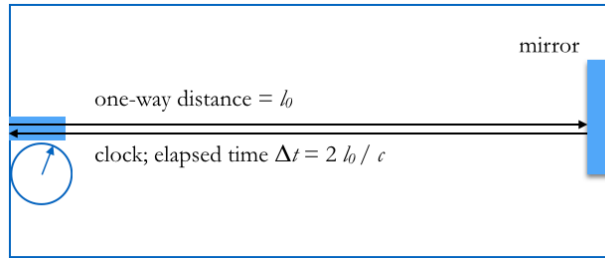 mirror
one-way distance = l₀
clock; elapsed time Δt = 2 l₀ / c